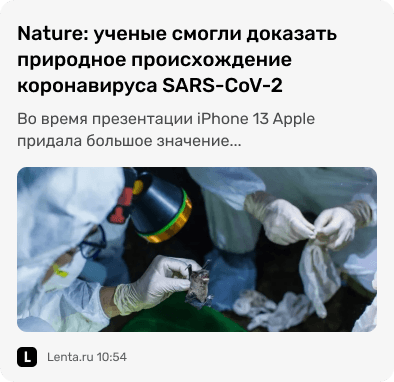 Nature: ученые смогли доказать
природное происхождение
коронавируса SARS-CoV-2
Во время презентации iPhone 13 Apple
придала большое значение...
L Lenta.ru 10:54